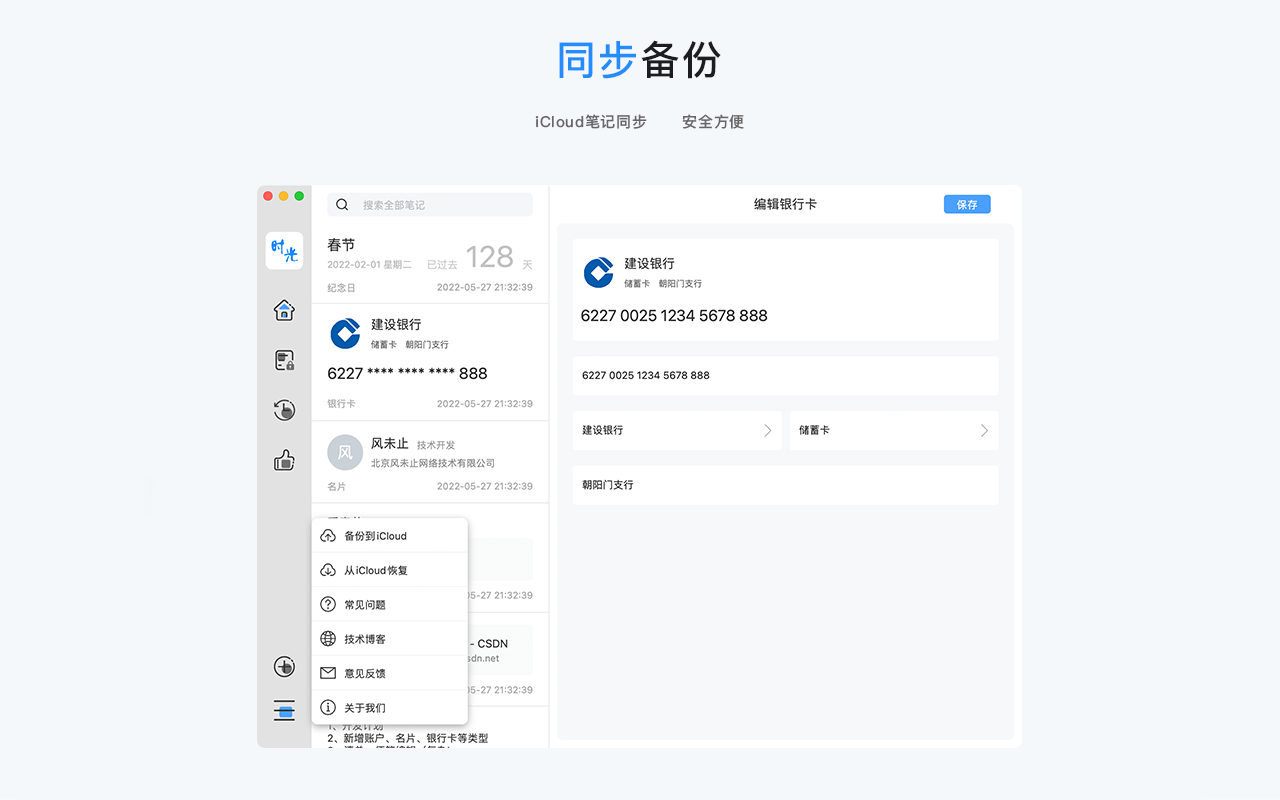 同步备份
iCloud笔记同步 安全方便
时光
搜索全部笔记
春节
2022-02-01 星期二 已过去 128 天
纪念日 2022-05-27 21:32:39
建设银行
储蓄卡 朝阳门支行
6227 **** **** **** 888
银行卡 2022-05-27 21:32:39
风
风未止 技术开发
北京风未止网络技术有限公司
名片 2022-05-27 21:32:39
备份到iCloud
从iCloud恢复
常见问题
技术博客
意见反馈
关于我们
05-27 21:32:39
- CSDN
sdn.net
05-27 21:32:39
1、开发计划
2、新增账户、名片、银行卡等类型
编辑银行卡
保存
建设银行
储蓄卡 朝阳门支行
6227 0025 1234 5678 888
6227 0025 1234 5678 888
建设银行 储蓄卡
朝阳门支行